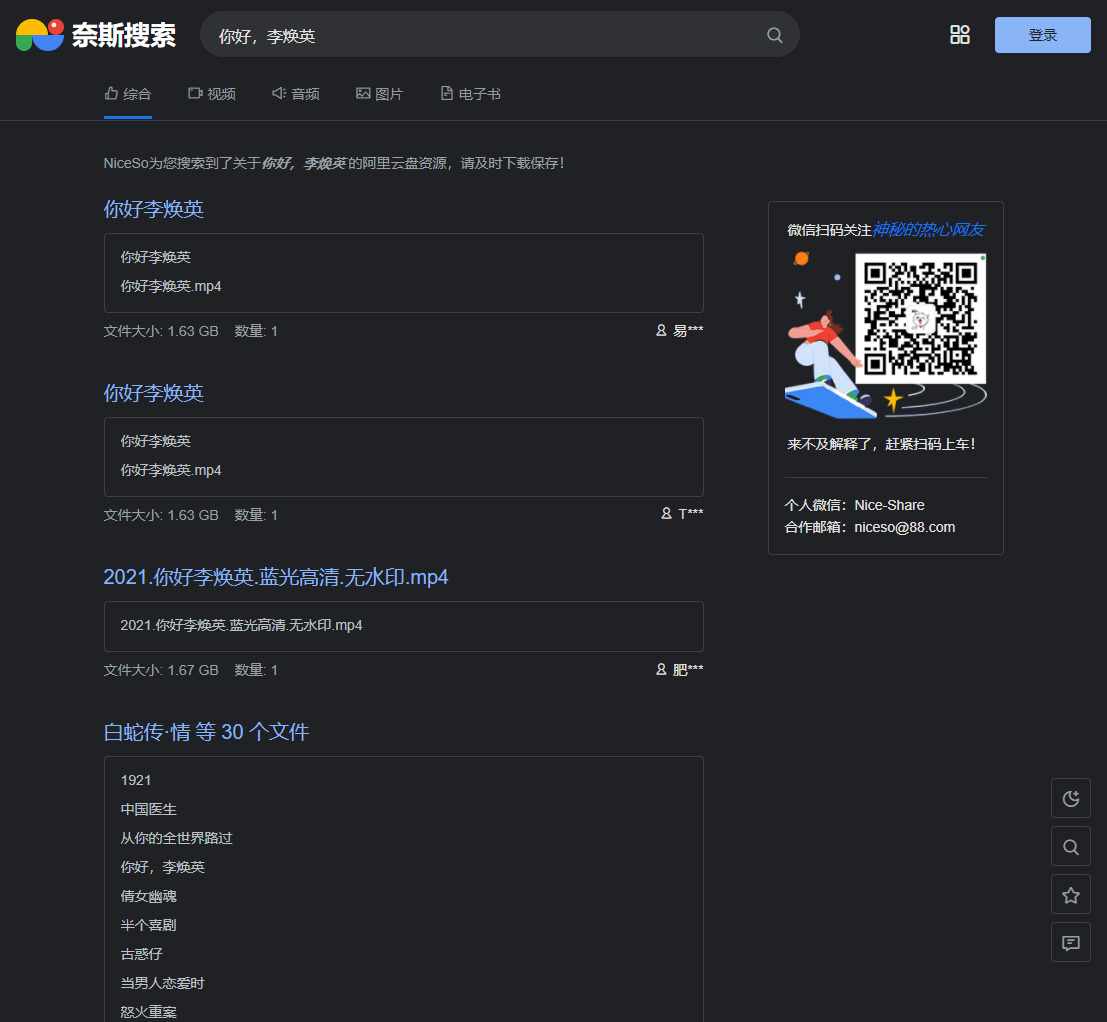 奈斯搜索
你好，李焕英
登录
综合 视频 音频 图片 电子书
NiceSo为您搜索到了关于你好，李焕英的阿里云盘资源，请及时下载保存！
你好李焕英
你好李焕英
你好李焕英.mp4
文件大小: 1.63 GB 数量: 1 易***
你好李焕英
你好李焕英
你好李焕英.mp4
文件大小: 1.63 GB 数量: 1 T***
2021.你好李焕英.蓝光高清.无水印.mp4
2021.你好李焕英.蓝光高清.无水印.mp4
文件大小: 1.67 GB 数量: 1 肥***
白蛇传·情 等 30 个文件
1921
中国医生
从你的全世界路过
你好，李焕英
倩女幽魂
半个喜剧
古惑仔
当男人恋爱时
怒火重案
微信扫码关注神秘的热心网友
来不及解释了，赶紧扫码上车！
个人微信：Nice-Share
合作邮箱：niceso@88.com